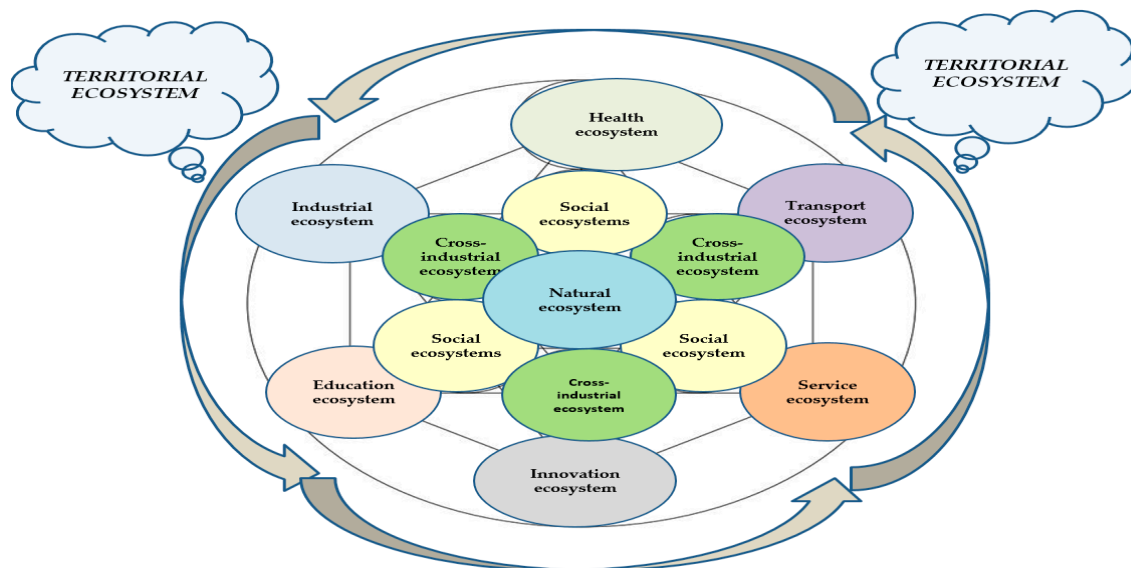 TERRITORIAL
ECOSYSTEM
TERRITORIAL
ECOSYSTEM
Health
ecosystem
Industrial
ecosystem
Social
ecosystems
Transport
ecosystem
Cross-
industrial
ecosystem
Cross-
industrial
ecosystem
Natural
ecosystem
Social
ecosystems
Social
ecosystem
Education
ecosystem
Cross-
industrial
ecosystem
Service
ecosystem
Innovation
ecosystem